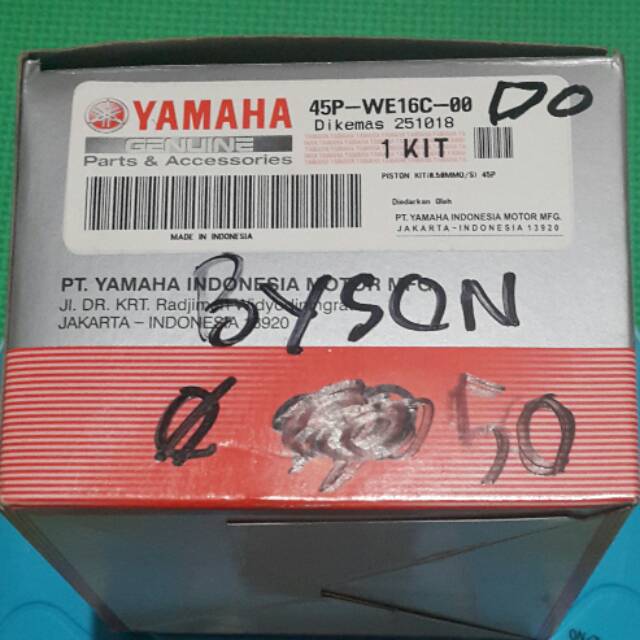 YAMAHA
GENUINE
Parts & Accessories
45P-WE16C-00
DO
Dikemas 251018
1 KIT
PISTON KIT(0.50MMO/S) 45P
Diedarkan Oleh
PT. YAMAHA INDONESIA MOTOR MFG.
JAKARTA-INDONESIA 13920
MADE IN INDONESIA
PT. YAMAHA INDONESIA MOTOR MFG.
JL. DR. KRT. Radjiman
JAKARTA – INDONESIA 13920
BYSON
50